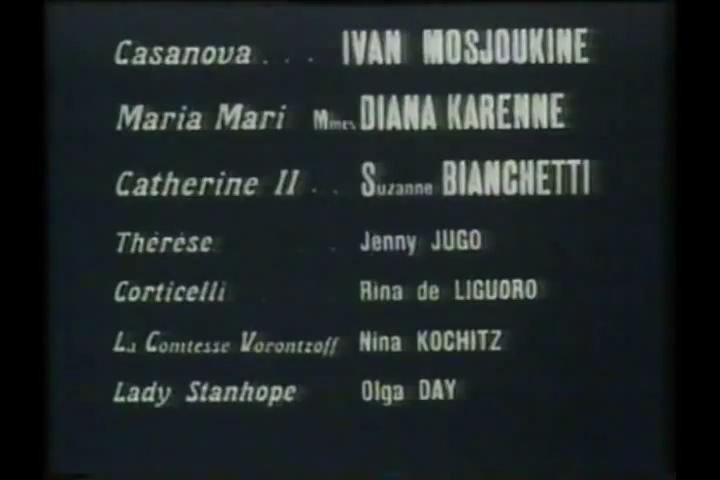 Casanova . . . IVAN MOSJOUKINE
Maria Mari Mmes DIANA KARENNE
Catherine II . . Suzanne BIANCHETTI
Thérèse Jenny JUGO
Corticelli Rina de LIGUORO
La Comtesse Vorontzoff Nina KOCHITZ
Lady Stanhope Olga DAY